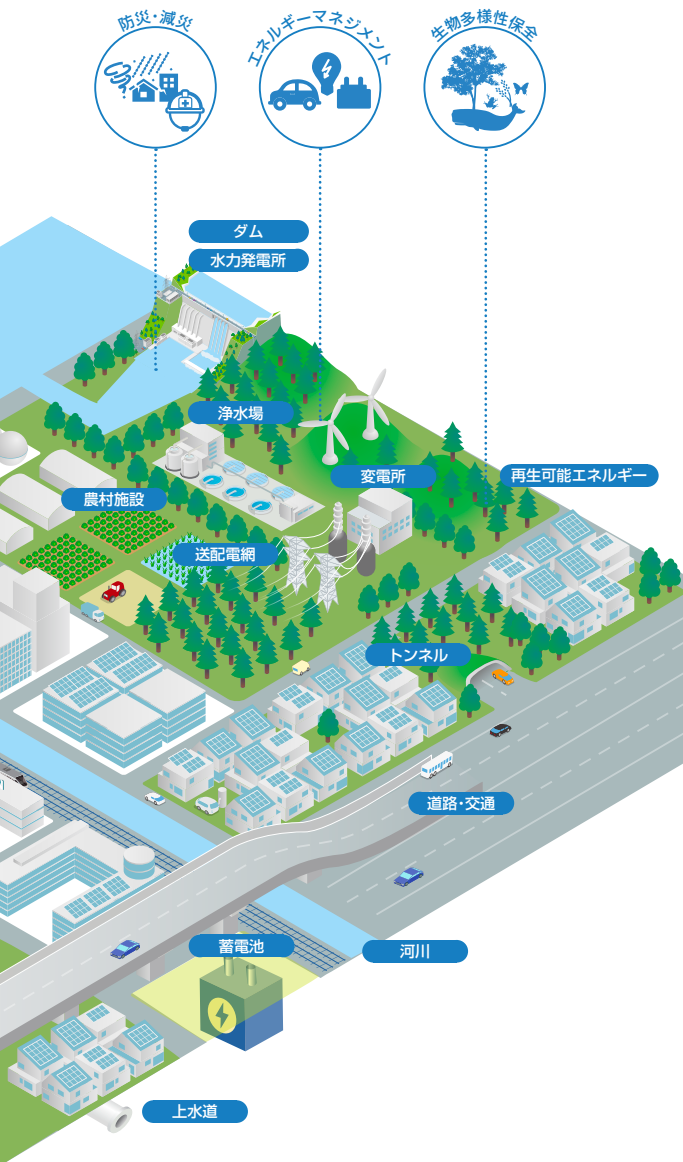 防災・減災
エネルギーマネジメント
生物多様性保全
ダム
水力発電所
浄水場
変電所
再生可能エネルギー
農村施設
送配電網
トンネル
道路・交通
蓄電池
河川
上水道